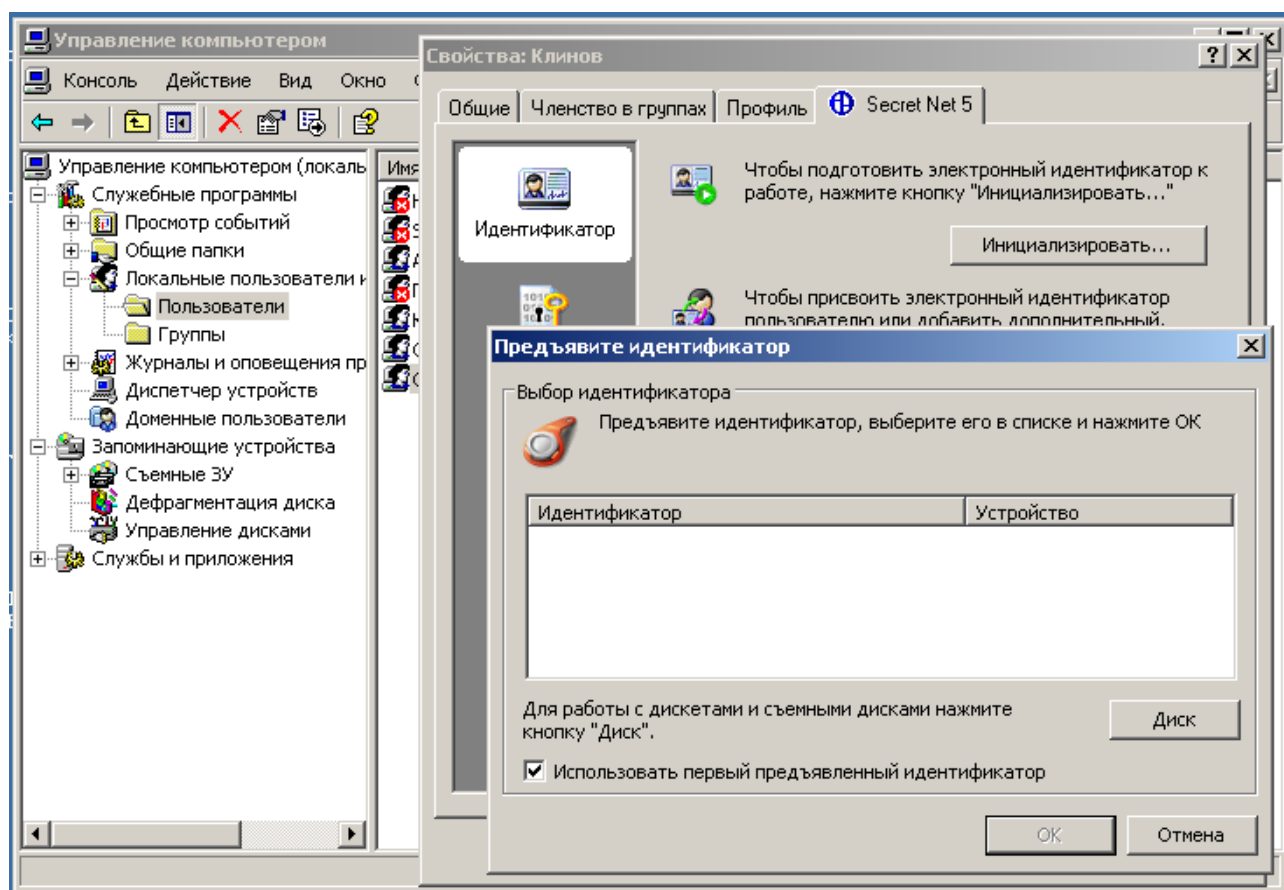 Управление компьютером
Консоль Действие Вид Окно
Управление компьютером (локаль
Служебные программы
Просмотр событий
Общие папки
Локальные пользователи и
Пользователи
Группы
Журналы и оповещения пр
Диспетчер устройств
Доменные пользователи
Запоминающие устройства
Съемные ЗУ
Дефрагментация диска
Управление дисками
Службы и приложения
Свойства: Клинов
Общие Членство в группах Профиль Secret Net 5
Идентификатор
Чтобы подготовить электронный идентификатор к
работе, нажмите кнопку "Инициализировать..."
Инициализировать...
Чтобы присвоить электронный идентификатор
пользователю или добавить дополнительный,
Предъявите идентификатор
Выбор идентификатора
Предъявите идентификатор, выберите его в списке и нажмите ОК
Идентификатор Устройство
Для работы с дискетами и съемными дисками нажмите
кнопку "Диск".
Диск
Использовать первый предъявленный идентификатор
ОК Отмена